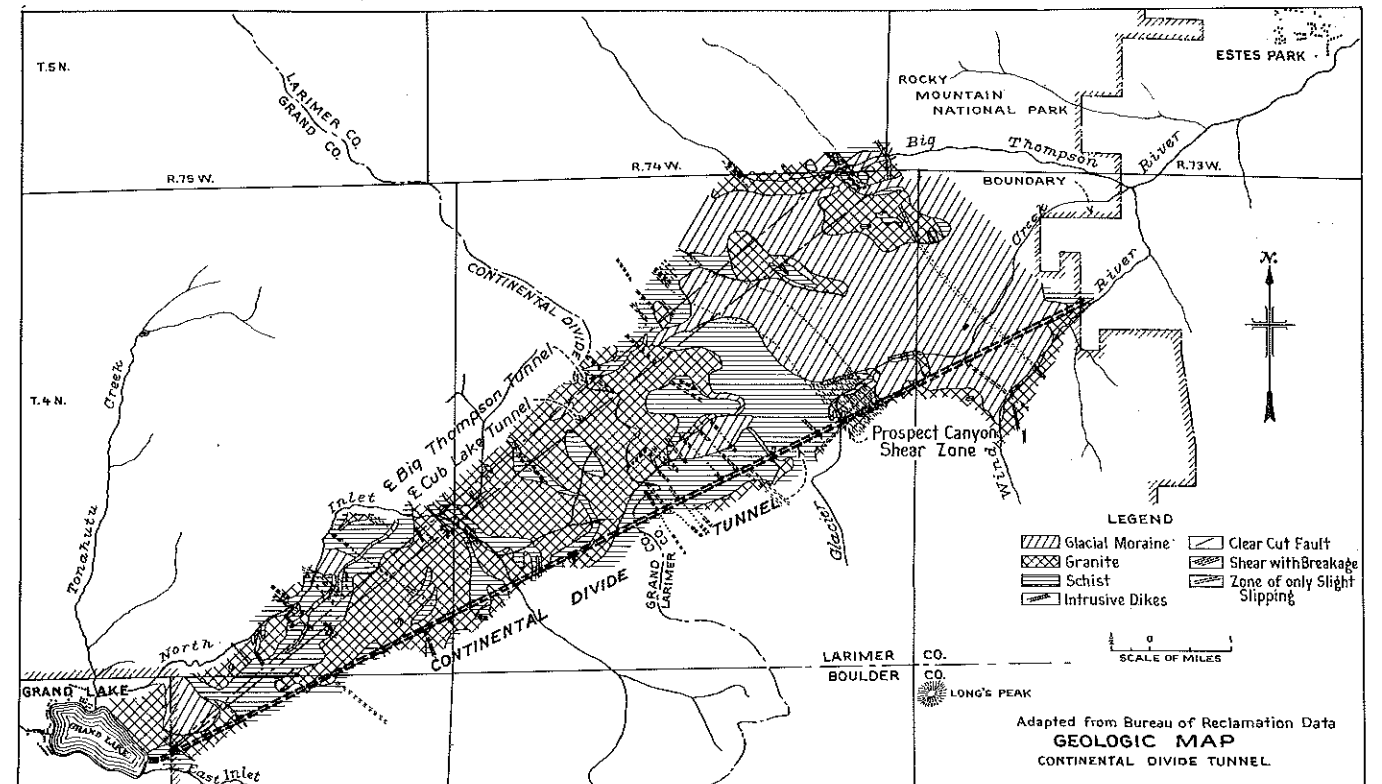 T.5N.
LARIMER CO.
GRAND CO.
R.75 W.
R.74 W.
ESTES PARK
ROCKY
MOUNTAIN
NATIONAL PARK
Big Thompson River
R.73W.
BOUNDARY
Creek
River
N.
CONTINENTAL DIVIDE
T.4 N.
Creek
Tonahutu
℄ Big Thompson Tunnel
℄ Cub Lake Tunnel
Inlet
North
Prospect Canyon
Shear Zone
Wind
Glacier
TUNNEL
CONTINENTAL DIVIDE
GRAND CO.
LARIMER CO.
LEGEND
Glacial Moraine
Granite
Schist
Intrusive Dikes
Clear Cut Fault
Shear with Breakage
Zone of only Slight
Slipping
0
SCALE OF MILES
LARIMER CO.
BOULDER CO.
LONG'S PEAK
GRAND LAKE
GRAND LAKE
East Inlet
Adapted from Bureau of Reclamation Data
GEOLOGIC MAP
CONTINENTAL DIVIDE TUNNEL